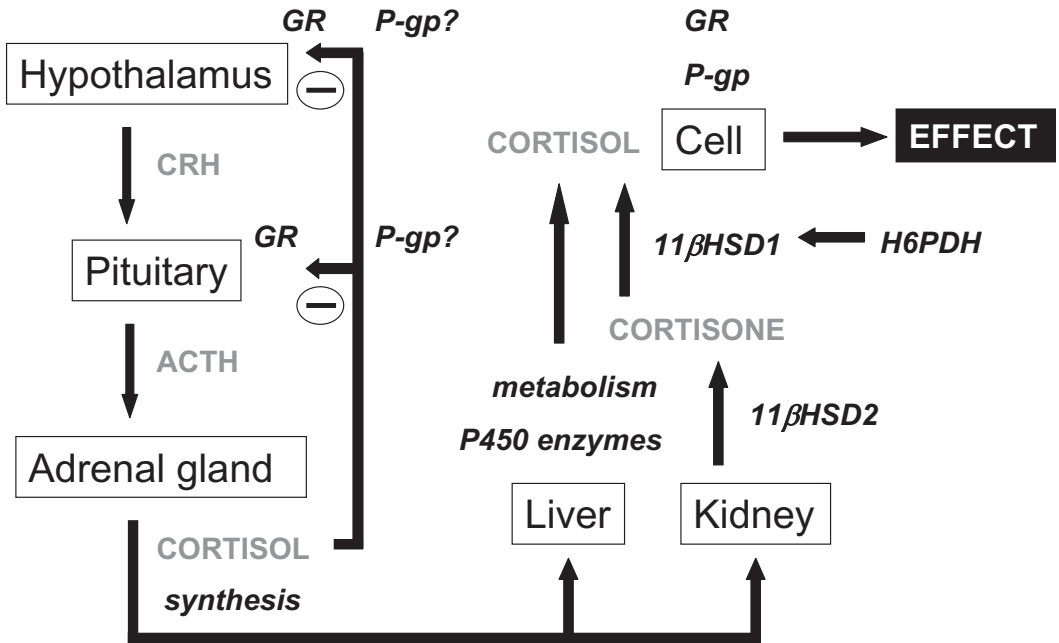 GR P-gp?
Hypothalamus
CRH
GR P-gp?
Pituitary
ACTH
Adrenal gland
CORTISOL
synthesis
GR
P-gp
CORTISOL Cell EFFECT
11βHSD1 H6PDH
CORTISONE
metabolism
P450 enzymes
11βHSD2
Liver Kidney